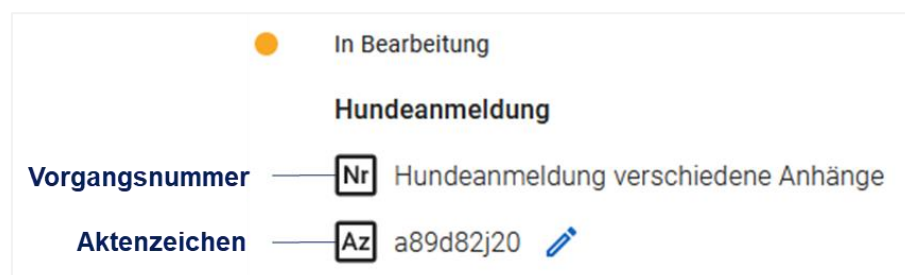 In Bearbeitung
Hundeanmeldung
Vorgangsnummer Nr Hundeanmeldung verschiedene Anhänge
Aktenzeichen Az a89d82j20